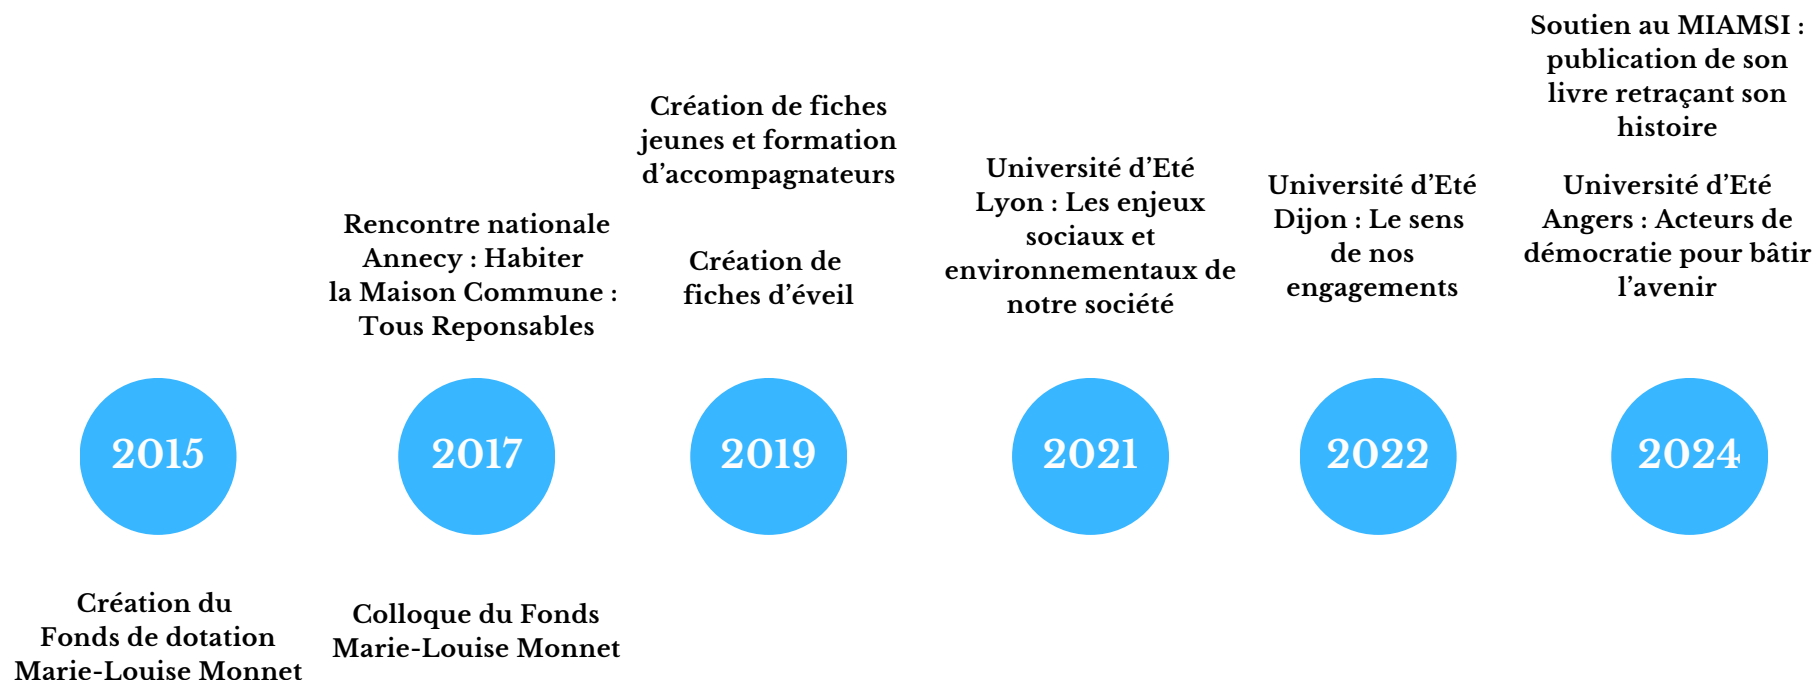 Création du
Fonds de dotation
Marie-Louise Monnet
2015
Rencontre nationale
Annecy : Habiter
la Maison Commune :
Tous Reponsables
2017
Colloque du Fonds
Marie-Louise Monnet
Création de fiches
jeunes et formation
d’accompagnateurs
Création de
fiches d’éveil
2019
Université d’Eté
Lyon : Les enjeux
sociaux et
environnementaux de
notre société
2021
Université d’Eté
Dijon : Le sens
de nos
engagements
2022
Soutien au MIAMSI :
publication de son
livre retraçant son
histoire
Université d’Eté
Angers : Acteurs de
démocratie pour bâtir
l’avenir
2024